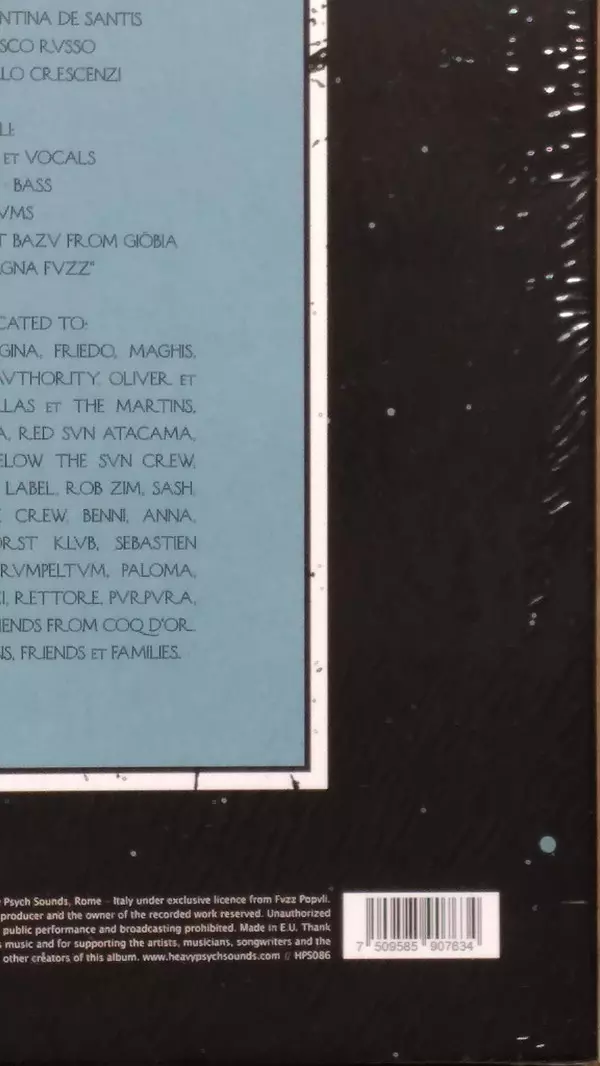 NTINA DE SANTIS
SCO RVSSO
LO CRESCENZI
LI:
ET VOCALS
BASS
VMS
T BAZV FROM GIÖBIA
GNA FVZZ"
CATED TO:
GINA, FRIEDO, MAGHIS,
AVTHORITY, OLIVER ET
LLAS ET THE MARTINS,
A, RED SVN ATACAMA,
ELOW THE SVN CREW,
LABEL, ROB ZIM, SASH,
CREW, BENNI, ANNA,
ORST KLVB, SEBASTIEN
RVMPELTVM, PALOMA,
I, RETTORE, PVRPVRA,
IENDS FROM COQ D'OR.
NS, FRIENDS ET FAMILIES.
Psych Sounds, Rome - Italy under exclusive licence from Fvzz Popvli.
producer and the owner of the recorded work reserved. Unauthorized
public performance and broadcasting prohibited. Made in E.U. Thank
s music and for supporting the artists, musicians, songwriters and the
other creators of this album. www.heavypsychsounds.com // HPS086
7 509585 907834